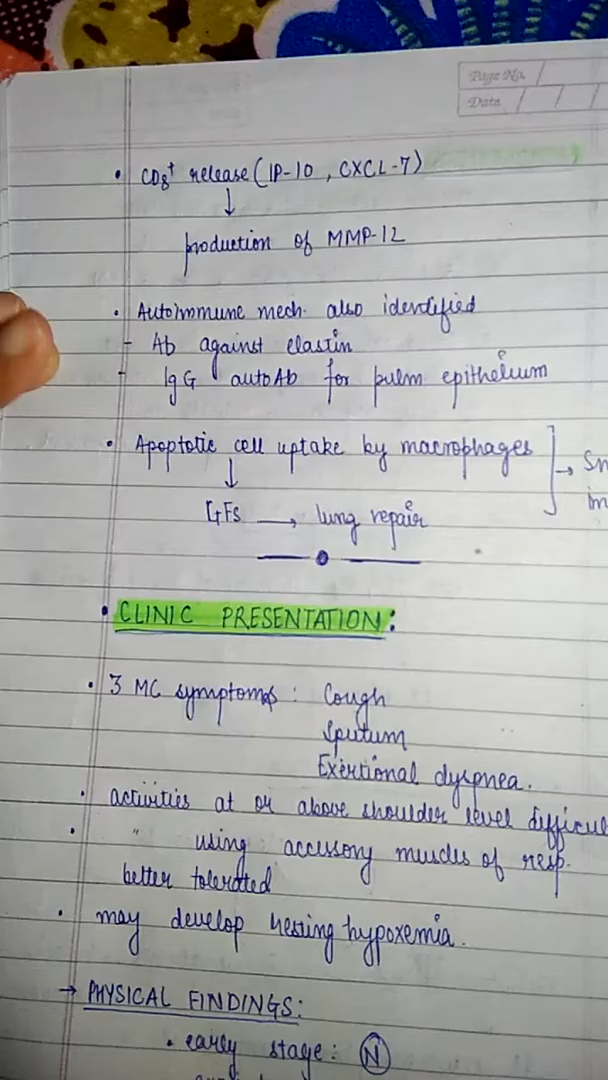 Page No.
Date
• CD8+ release (IP-10, CXCL-7)
↓
production of MMP-12
• Autoimmune mech. also identified
- Ab against elastin
- IgG autoAb for pulm epithelium
• Apoptotic cell uptake by macrophages ] →
↓
GFs → lung repair
• CLINIC PRESENTATION:
• 3 MC symptoms : Cough
Sputum
Exertional dyspnea.
• activities at or above shoulder level
• " using accessory muscles of resp.
better tolerated
• may develop resting hypoxemia.
→ PHYSICAL FINDINGS:
• early stage: N